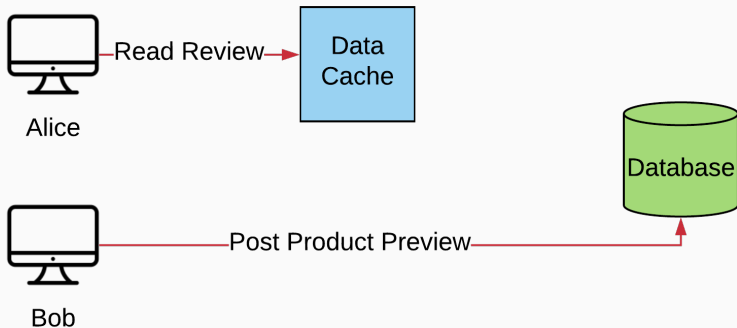 Read Review
Data
Cache
Alice
Database
Post Product Preview
Bob